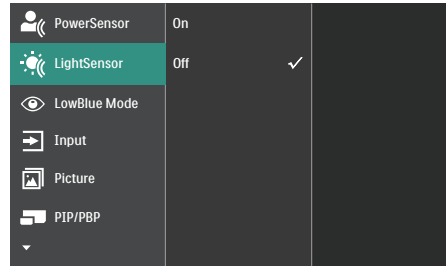 PowerSensor
LightSensor
LowBlue Mode
Input
Picture
PIP/PBP
On
Off